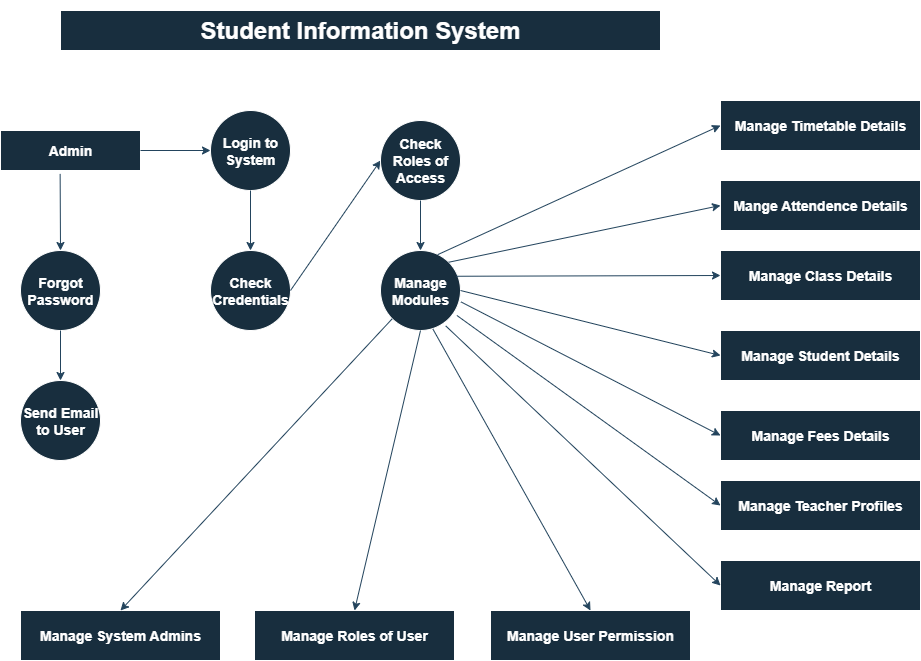 Student Information System
Admin
Login to
System
Check
Roles of
Access
Forgot
Password
Check
Credentials
Manage
Modules
Send Email
to User
Manage Timetable Details
Mange Attendence Details
Manage Class Details
Manage Student Details
Manage Fees Details
Manage Teacher Profiles
Manage Report
Manage System Admins
Manage Roles of User
Manage User Permission